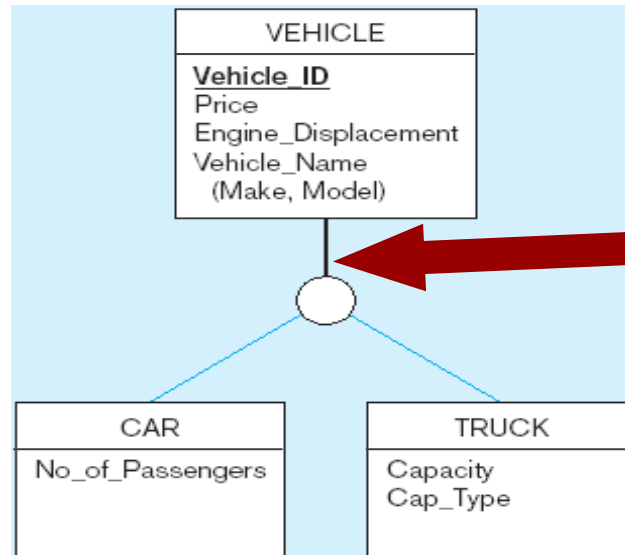 VEHICLE
Vehicle_ID
Price
Engine_Displacement
Vehicle_Name
(Make, Model)
CAR
No_of_Passengers
TRUCK
Capacity
Cap_Type